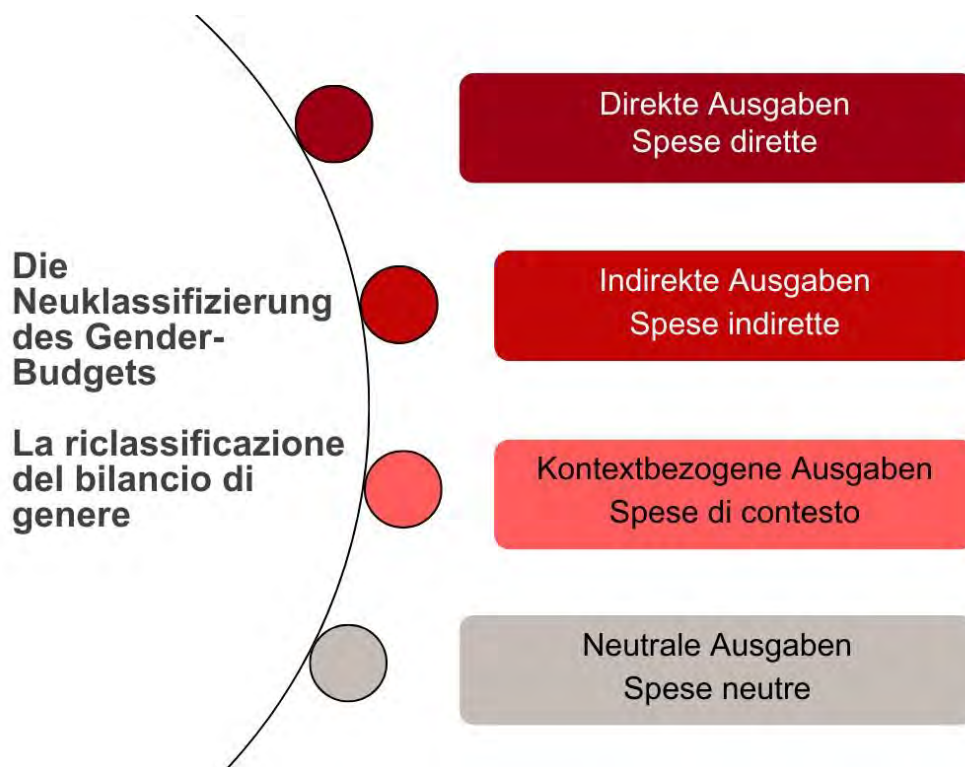 Die
Neuklassifizierung
des Gender-
Budgets
La riclassificazione
del bilancio di
genere
Direkte Ausgaben
Spese dirette
Indirekte Ausgaben
Spese indirette
Kontextbezogene Ausgaben
Spese di contesto
Neutrale Ausgaben
Spese neutre